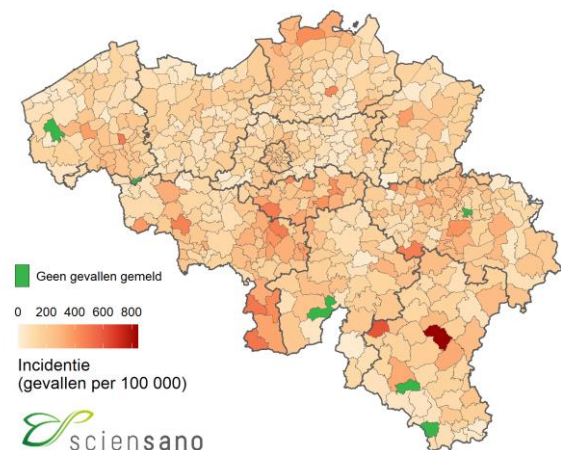 Geen gevallen gemeld
0 200 400 600 800
Incidentie
(gevallen per 100 000)
sciensano